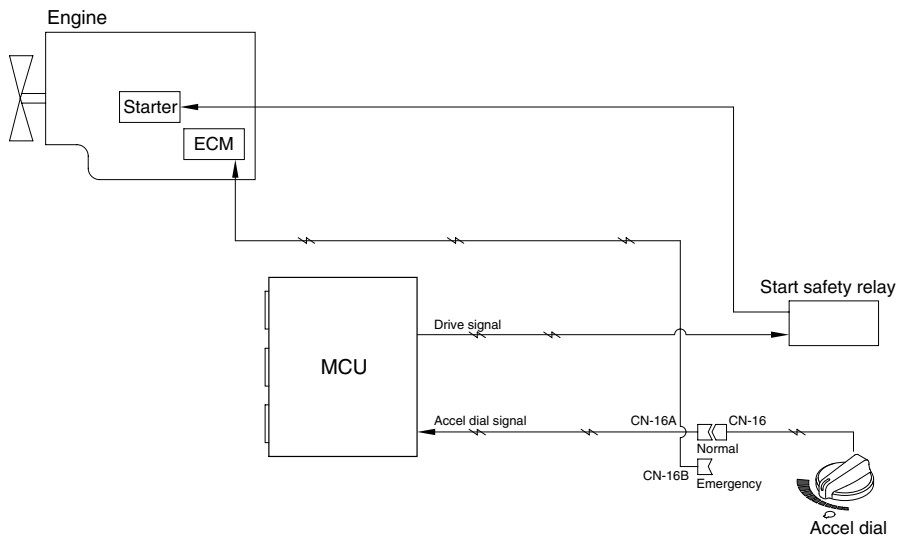 Engine
Starter
ECM
Start safety relay
Drive signal
MCU
Accel dial signal
CN-16A
CN-16
Normal
CN-16B
Emergency
Accel dial